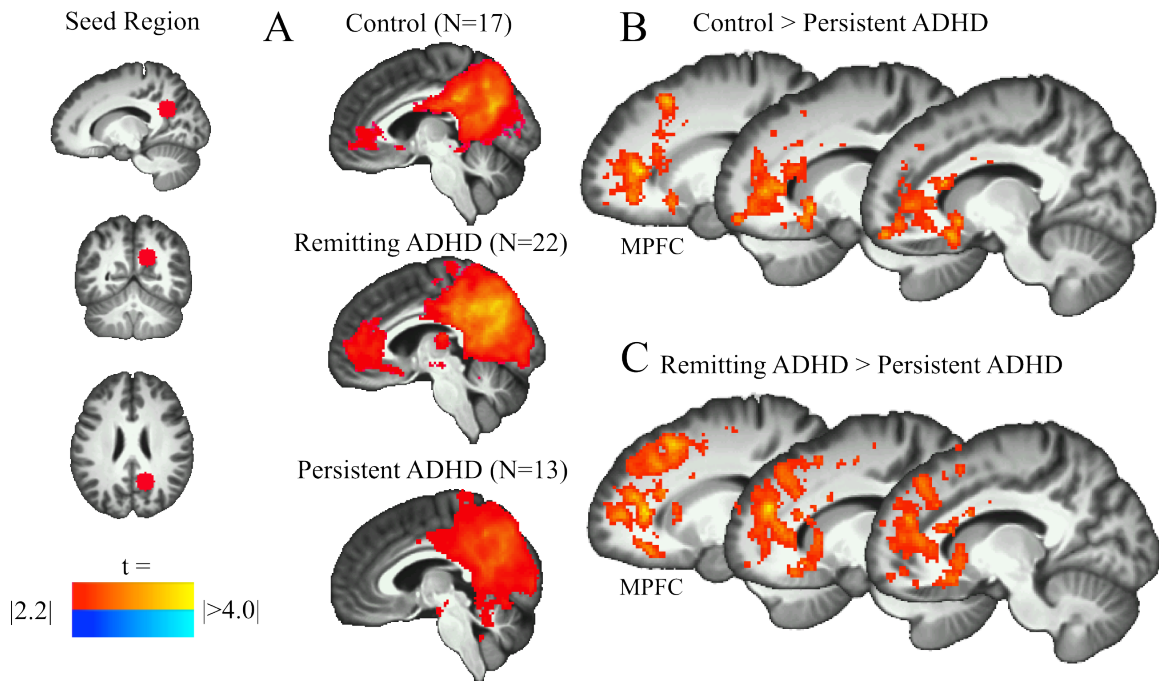 Seed Region
t =
|2.2|
|>4.0|
A
Control (N=17)
Remitting ADHD (N=22)
Persistent ADHD (N=13)
B
Control > Persistent ADHD
MPFC
C
Remitting ADHD > Persistent ADHD
MPFC